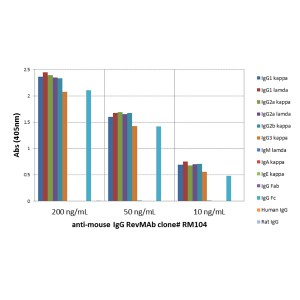 2.5
2
1.5
1
0.5
0
Abs (405nm)
200 ng/mL
50 ng/mL
10 ng/mL
anti-mouse IgG RevMAb clone# RM104
IgG1 kappa
IgG1 lamda
IgG2a kappa
IgG2a lamda
IgG2b kappa
IgG3 kappa
IgM lamda
IgA kappa
IgE kappa
IgG Fab
IgG Fc
Human IgG
Rat IgG